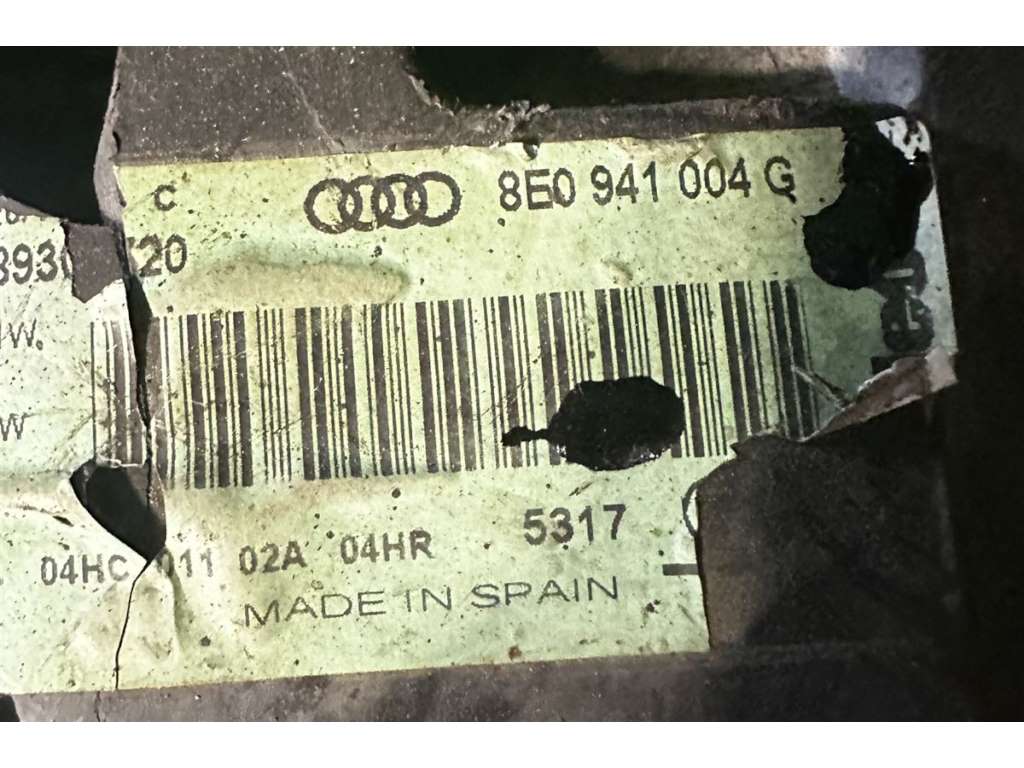 C 8E0 941 004 G
W.
W
5317
04HC 011 02A 04HR
MADE IN SPAIN